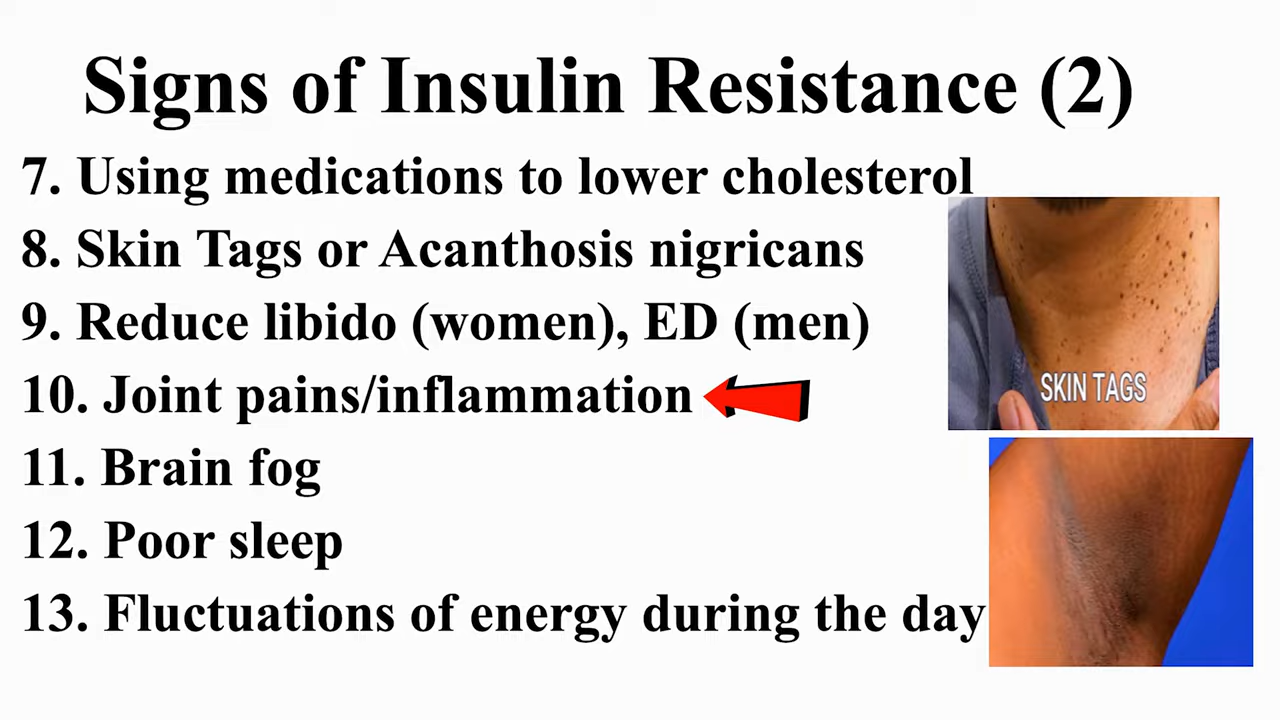 Signs of Insulin Resistance (2)
7. Using medications to lower cholesterol
8. Skin Tags or Acanthosis nigricans
9. Reduce libido (women), ED (men)
10. Joint pains/inflammation
11. Brain fog
12. Poor sleep
13. Fluctuations of energy during the day
SKIN TAGS